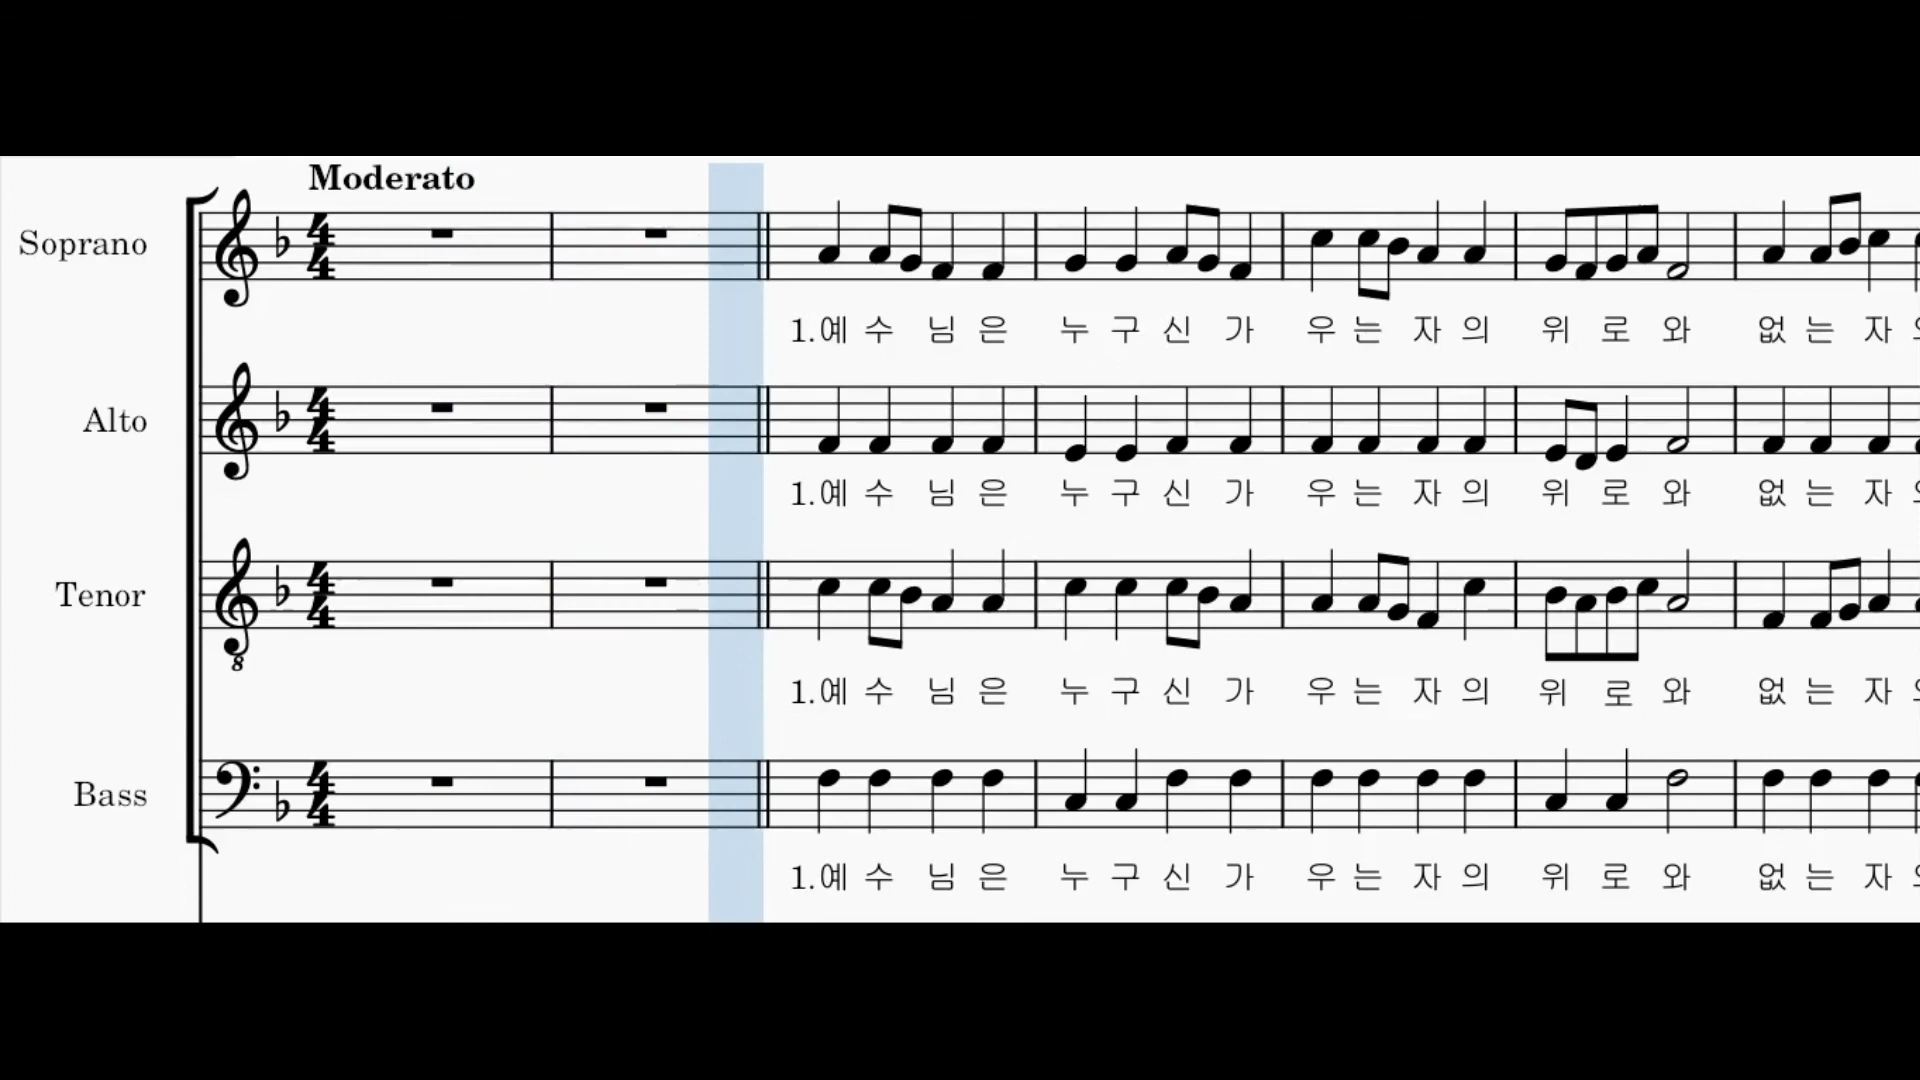 Moderato
Soprano
1.예 수 님 은 누 구 신 가 우 는 자 의 위 로 와 없 는 자
Alto
1.예 수 님 은 누 구 신 가 우 는 자 의 위 로 와 없 는 자
Tenor
8
1.예 수 님 은 누 구 신 가 우 는 자 의 위 로 와 없 는 자
Bass
1.예 수 님 은 누 구 신 가 우 는 자 의 위 로 와 없 는 자